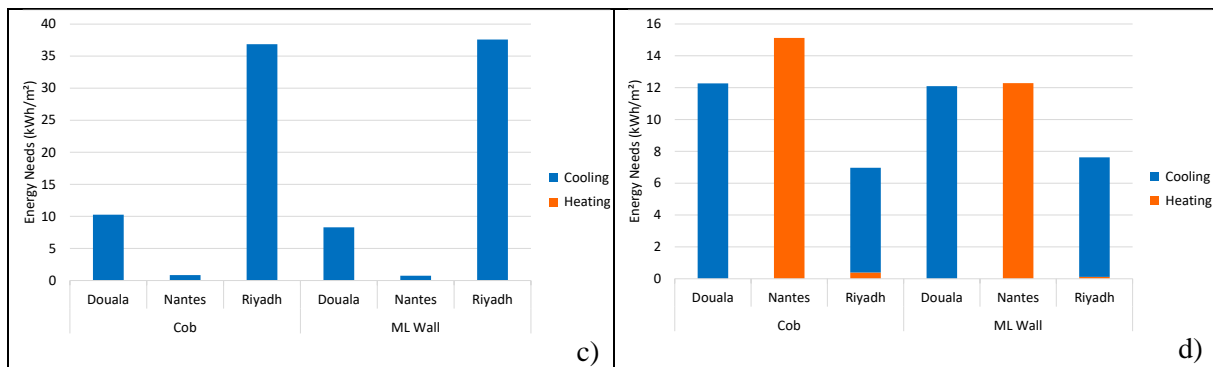 Energy Needs (kWh/m²)
40
35
30
25
20
15
10
5
0
Douala Nantes Riyadh Douala Nantes Riyadh
Cob ML Wall
Cooling
Heating
c)
Energy Needs (kWh/m²)
16
14
12
10
8
6
4
2
0
Douala Nantes Riyadh Douala Nantes Riyadh
Cob ML Wall
Cooling
Heating
d)